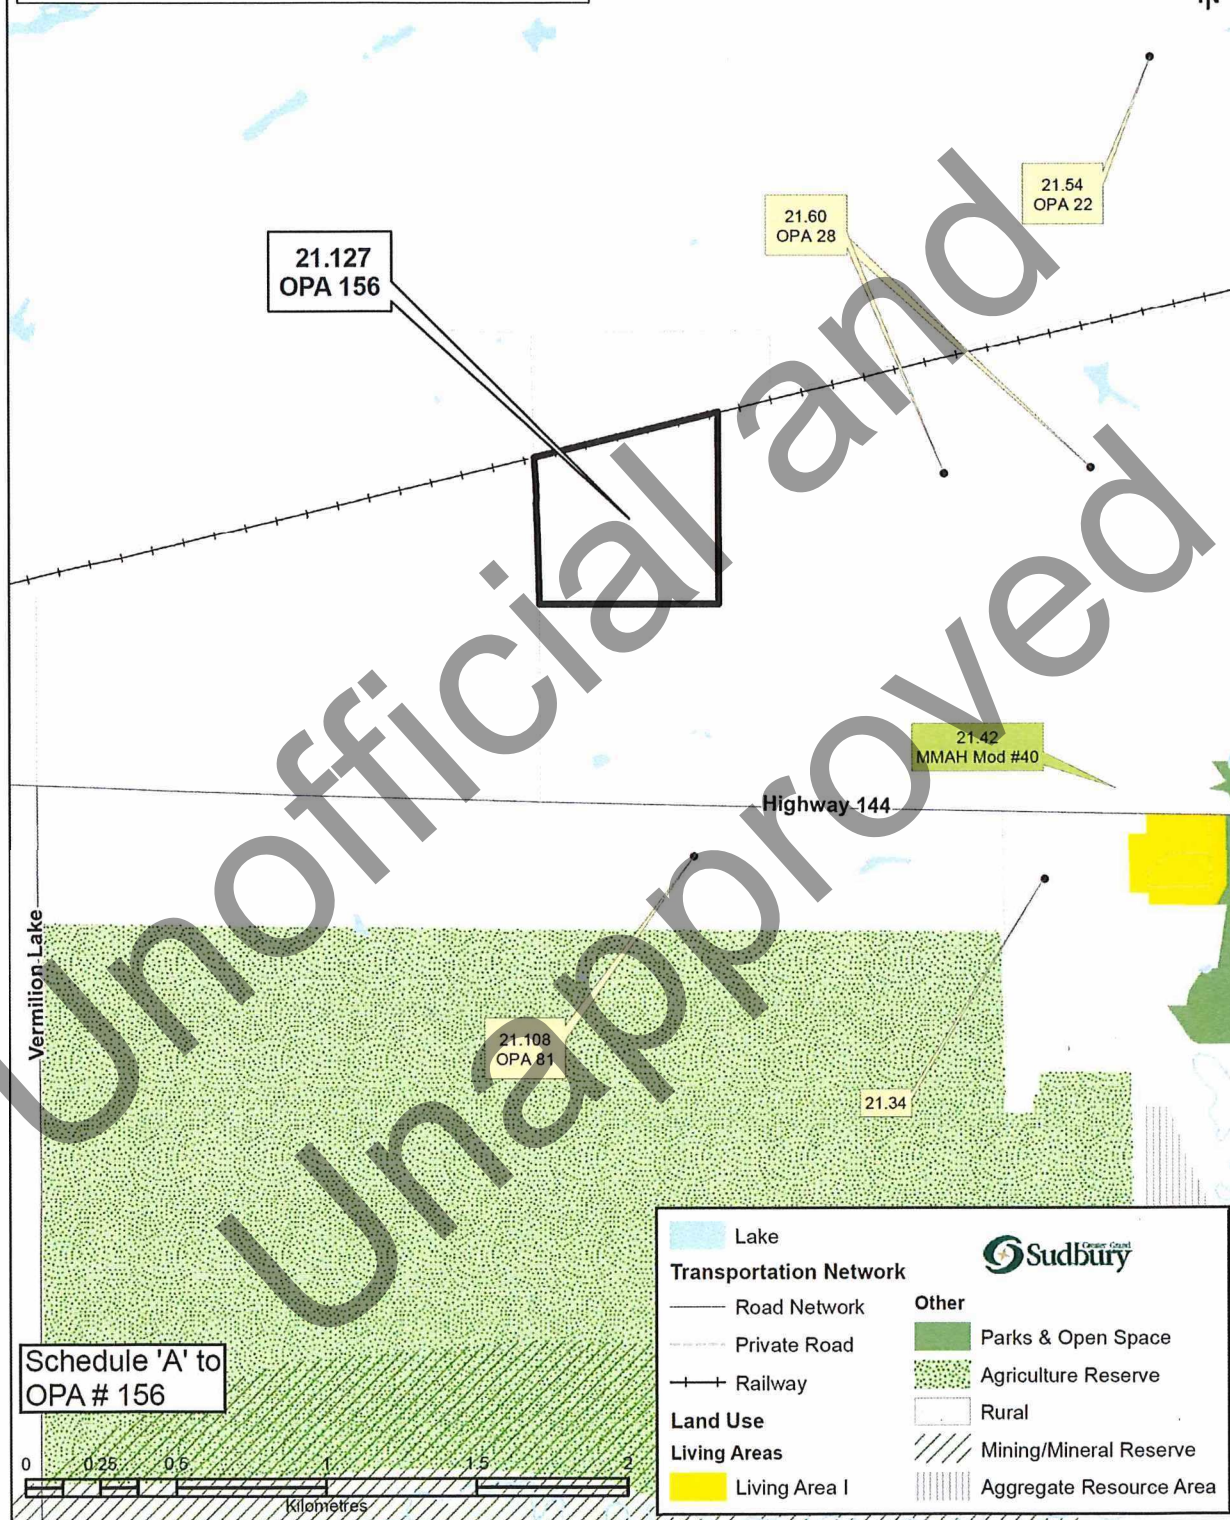 21.54
OPA 22
21.60
OPA 28
21.127
OPA 156
21.42
MMAH Mod #40
Highway 144
Vermilion Lake
21.108
OPA 81
21.34
Unofficial and
Unapproved
Lake
Transportation Network
Road Network
Private Road
Railway
Land Use
Living Areas
Living Area I
Greater Grand
Sudbury
Other
Parks & Open Space
Agriculture Reserve
Rural
Mining/Mineral Reserve
Aggregate Resource Area
Schedule 'A' to
OPA # 156
0 0.25 0.5 1 1.5 2
Kilometres